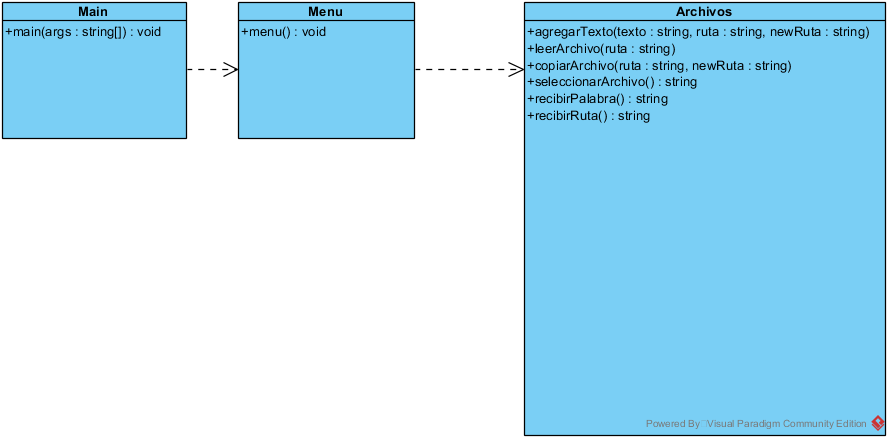 Main
+main(args : string[]) : void
Menu
+menu() : void
Archivos
+agregarTexto(texto : string, ruta : string, newRuta : string)
+leerArchivo(ruta : string)
+copiarArchivo(ruta : string, newRuta : string)
+seleccionarArchivo() : string
+recibirPalabra() : string
+recibirRuta() : string
Powered By Visual Paradigm Community Edition